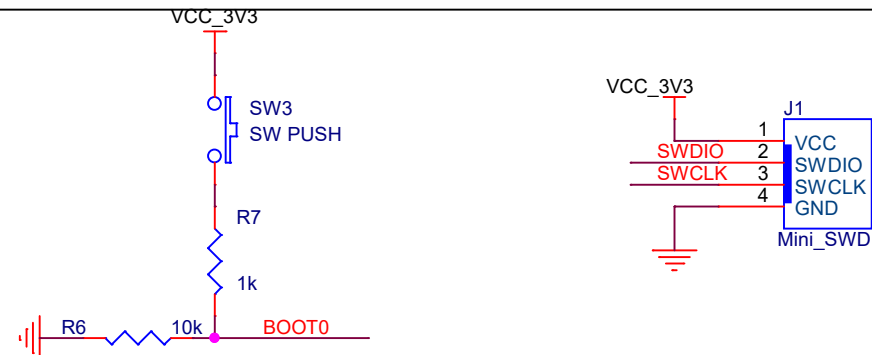 VCC_3V3
SW3
SW PUSH
R7
1k
R6
10k
BOOT0
VCC_3V3
J1
1
VCC
SWDIO
2
SWDIO
SWCLK
3
SWCLK
4
GND
Mini_SWD